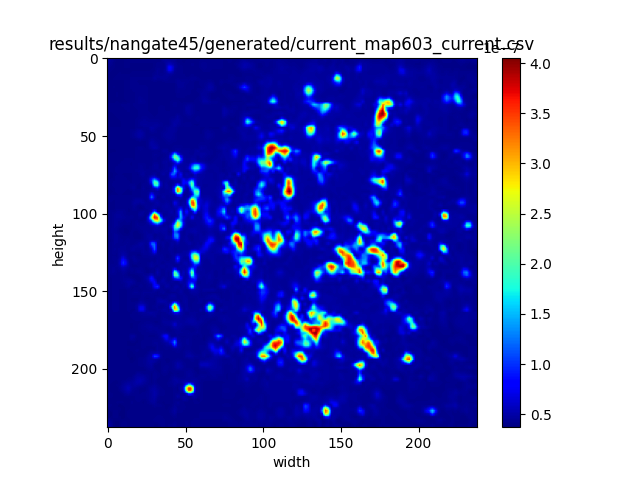 results/nangate45/generated/current_map603_current.csv
1e−7
0
50
100
150
200
height
0 50 100 150 200
width
4.0
3.5
3.0
2.5
2.0
1.5
1.0
0.5